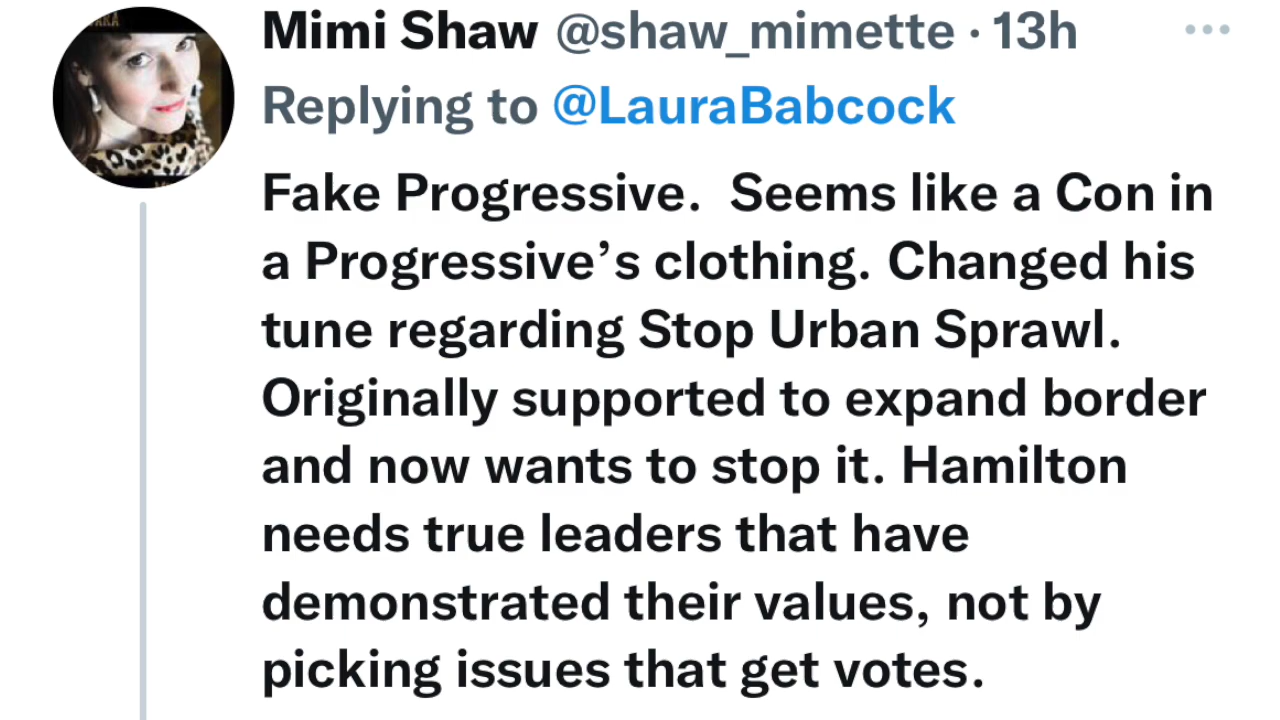 Mimi Shaw @shaw_mimette · 13h
Replying to @LauraBabcock
Fake Progressive.  Seems like a Con in
a Progressive’s clothing. Changed his
tune regarding Stop Urban Sprawl.
Originally supported to expand border
and now wants to stop it. Hamilton
needs true leaders that have
demonstrated their values, not by
picking issues that get votes.